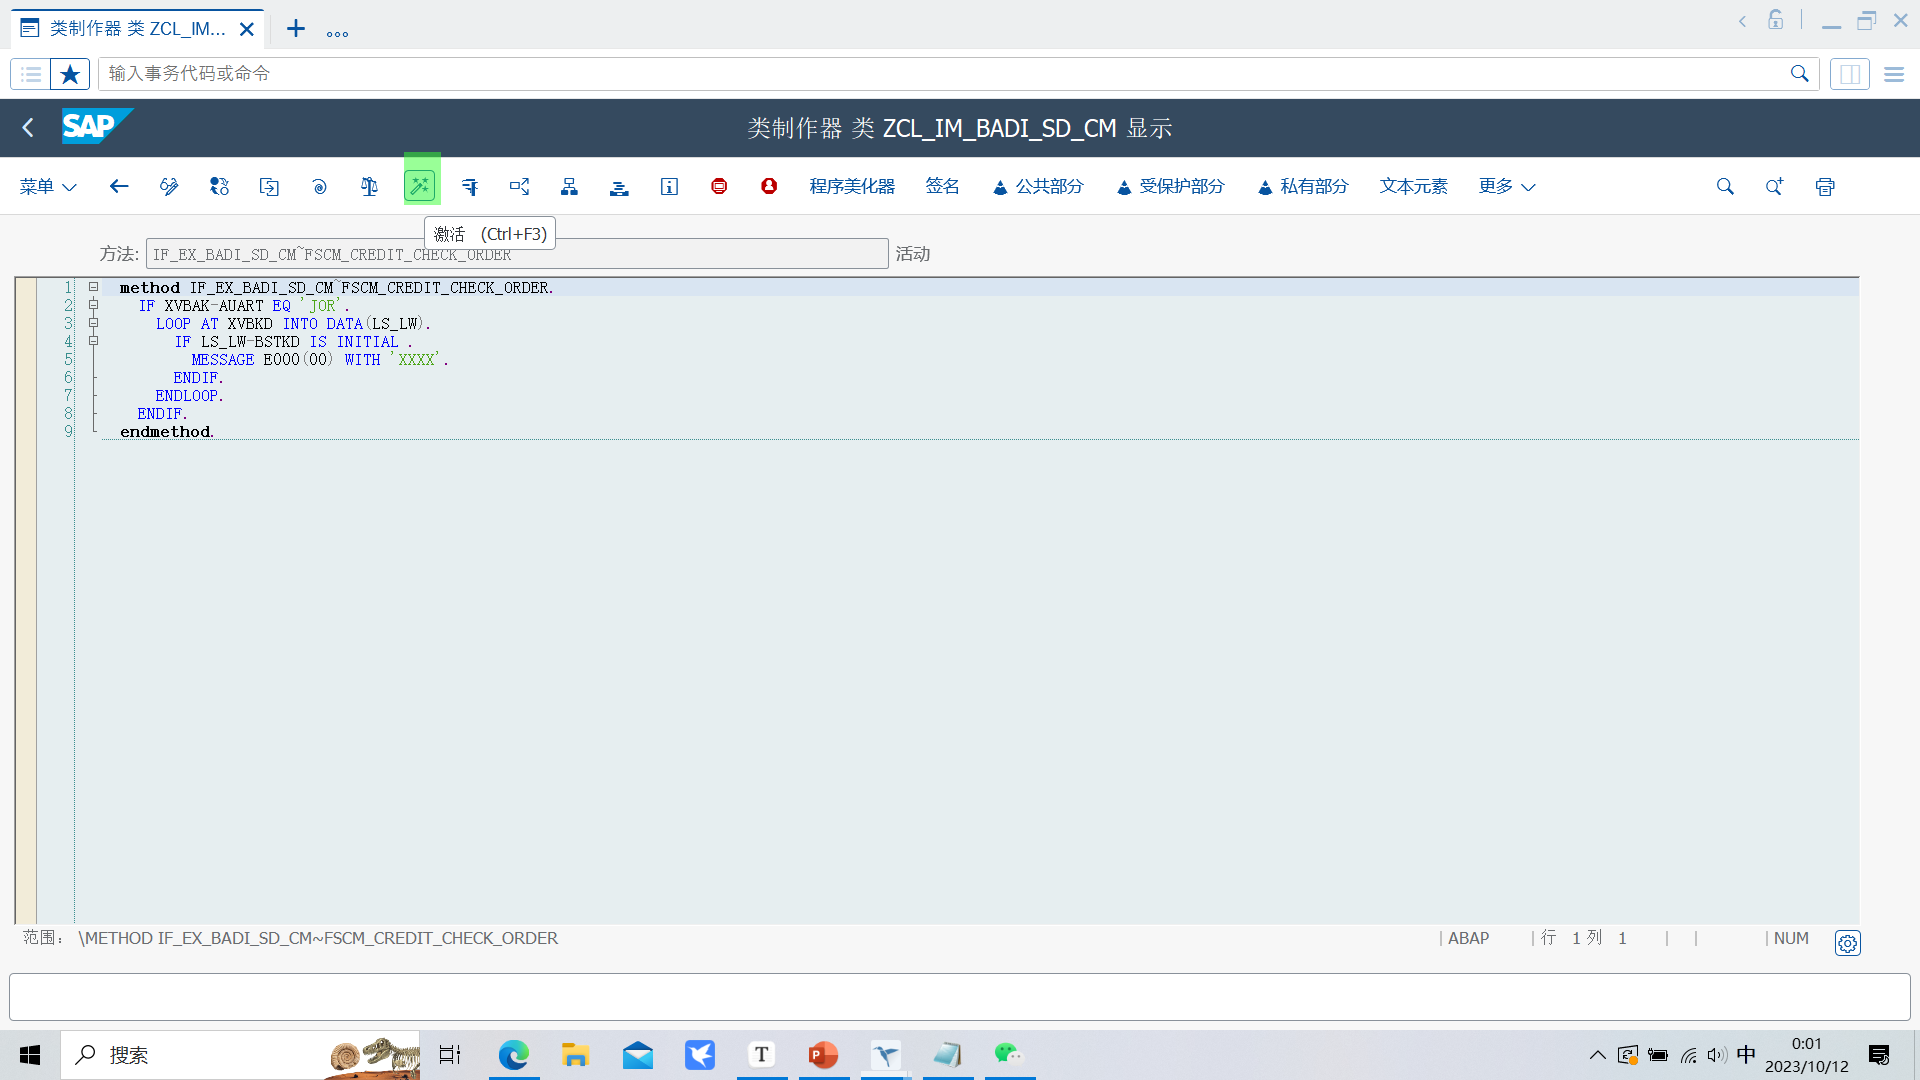 类制作器 类 ZCL_IM...
输入事务代码或命令
SAP
类制作器 类 ZCL_IM_BADI_SD_CM 显示
菜单
程序美化器
签名
公共部分
受保护部分
私有部分
文本元素
更多
激活 (Ctrl+F3)
方法: IF_EX_BADI_SD_CM~FSCM_CREDIT_CHECK_ORDER 活动
1 method IF_EX_BADI_SD_CM~FSCM_CREDIT_CHECK_ORDER.
2 IF XVBAK-AUART EQ 'JOR'.
3 LOOP AT XVBKD INTO DATA(LS_LW).
4 IF LS_LW-BSTKD IS INITIAL .
5 MESSAGE E000(00) WITH 'XXXX'.
6 ENDIF.
7 ENDLOOP.
8 ENDIF.
9 endmethod.
范围: \METHOD IF_EX_BADI_SD_CM~FSCM_CREDIT_CHECK_ORDER
ABAP
行 1 列 1
NUM
搜索
T
P
中
0:01
2023/10/12